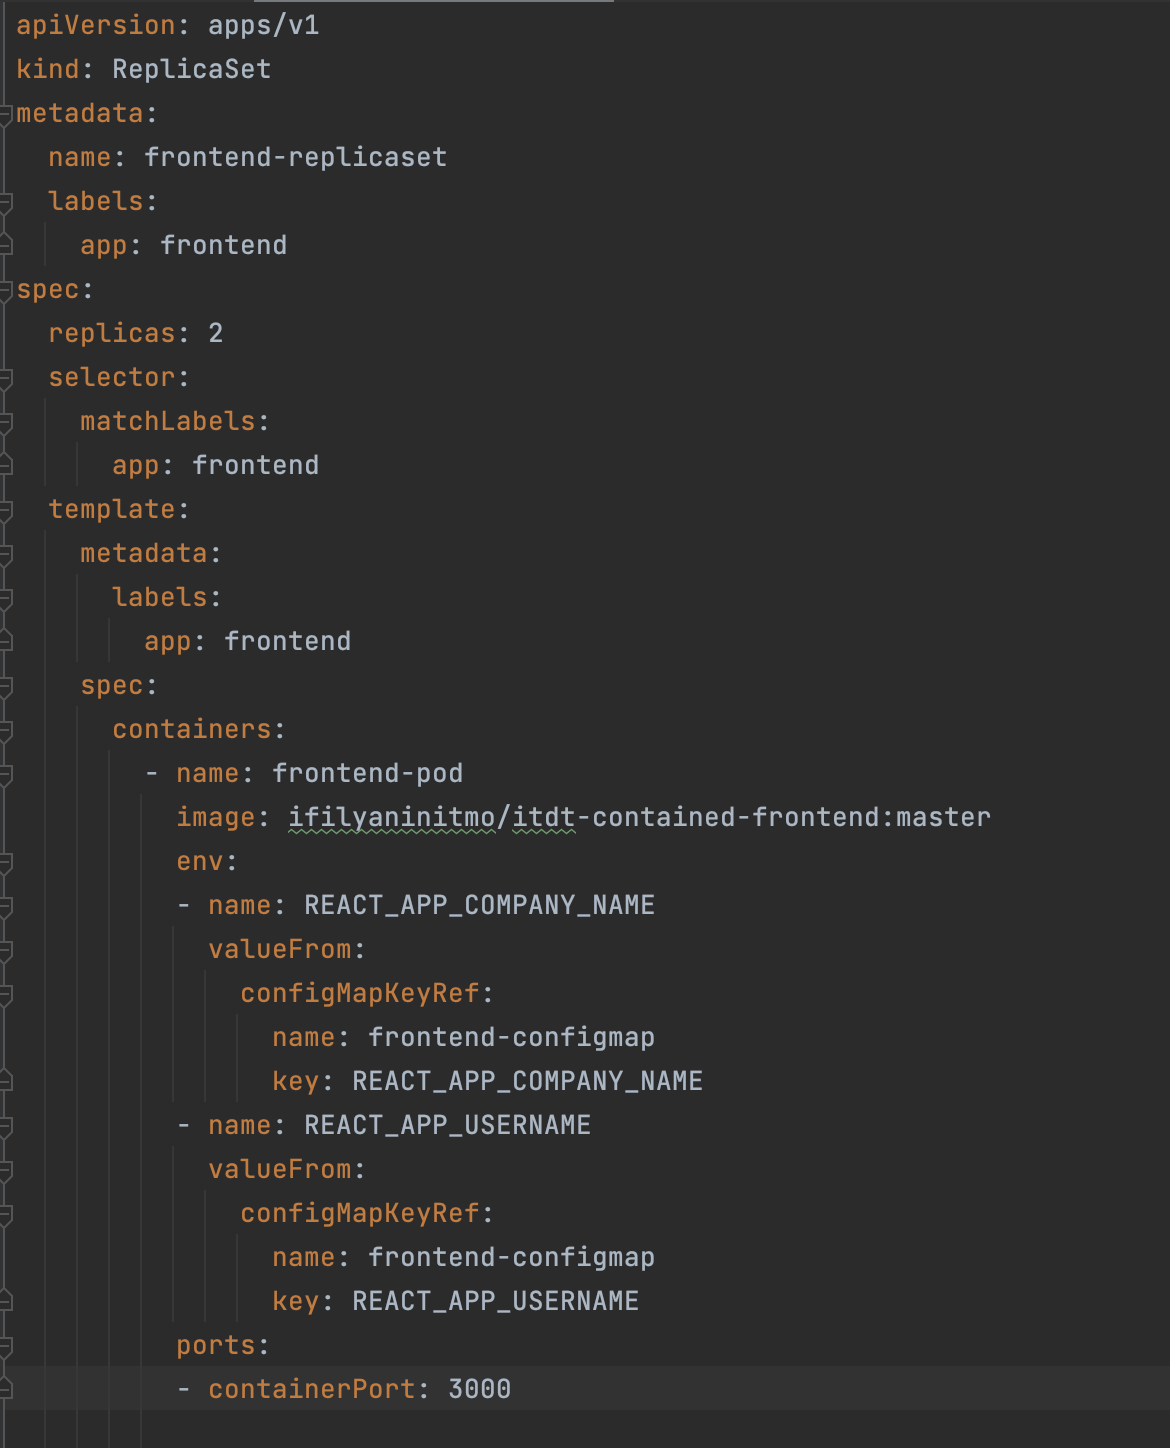 apiVersion: apps/v1
kind: ReplicaSet
metadata:
  name: frontend-replicaset
  labels:
    app: frontend
spec:
  replicas: 2
  selector:
    matchLabels:
      app: frontend
  template:
    metadata:
      labels:
        app: frontend
    spec:
      containers:
        - name: frontend-pod
          image: ifilyaninitmo/itdt-contained-frontend:master
          env:
          - name: REACT_APP_COMPANY_NAME
            valueFrom:
              configMapKeyRef:
                name: frontend-configmap
                key: REACT_APP_COMPANY_NAME
          - name: REACT_APP_USERNAME
            valueFrom:
              configMapKeyRef:
                name: frontend-configmap
                key: REACT_APP_USERNAME
          ports:
          - containerPort: 3000